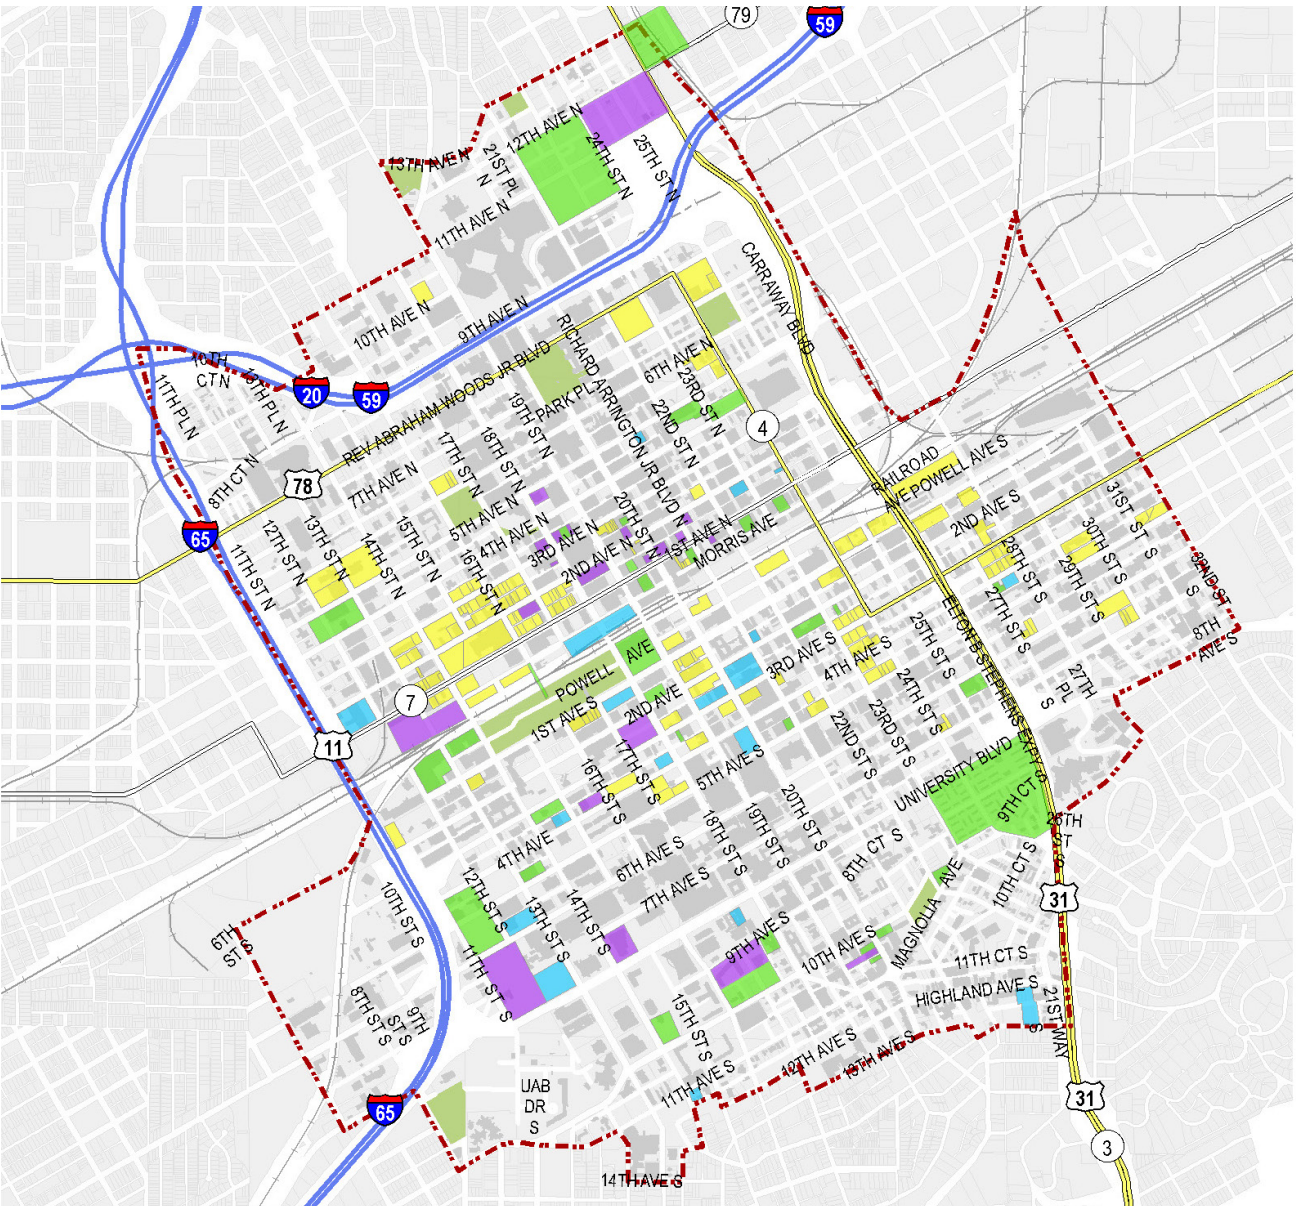 79
59
12TH AVE N
24TH ST N
25TH ST N
13TH AVE N
21ST PL
N
11TH AVE N
CARRAWAY BLVD
9TH AVE N
10TH AVE N
RICHARD ARRINGTON JR BLVD N
REV ABRAHAM WOODS JR BLVD
6TH AVE N
23RD ST N
22ND ST N
PARK PL
19TH ST N
10TH
CT N
15TH PL N
11TH PL N
20
59
4
18TH ST N
17TH ST N
8TH CT N
78
7TH AVE N
5TH AVE N
4TH AVE N
3RD AVE N
2ND AVE N
20TH ST N
1ST AVE N
MORRIS AVE
RAILROAD
AVE
POWELL AVE S
2ND AVE S
31ST ST S
30TH ST S
29TH ST S
28TH ST S
27TH ST S
32ND ST
S
8TH
AVE S
65
11TH ST N
12TH ST N
13TH ST N
14TH ST N
15TH ST N
16TH ST N
ELTON B STEPHENS EXPY S
25TH ST S
24TH ST S
23RD ST S
22ND ST S
27TH
PL
S
3RD AVE S
4TH AVE S
POWELL
AVE
1ST AVE S
2ND AVE
7
11
17TH ST S
16TH ST S
5TH AVE S
UNIVERSITY BLVD
9TH CT S
26TH
ST
S
20TH ST S
19TH ST S
18TH ST S
4TH AVE
6TH AVE S
7TH AVE S
8TH CT S
10TH CT S
MAGNOLIA AVE
31
12TH ST S
13TH ST S
14TH ST S
11TH ST S
10TH ST S
6TH
ST S
9TH AVE S
10TH AVE S
11TH CT S
HIGHLAND AVE S
21ST WAY
S
8TH ST S
9TH
ST S
15TH ST S
12TH AVE S
13TH AVE S
11TH AVE S
65
UAB
DR
S
31
3
14TH AVE S